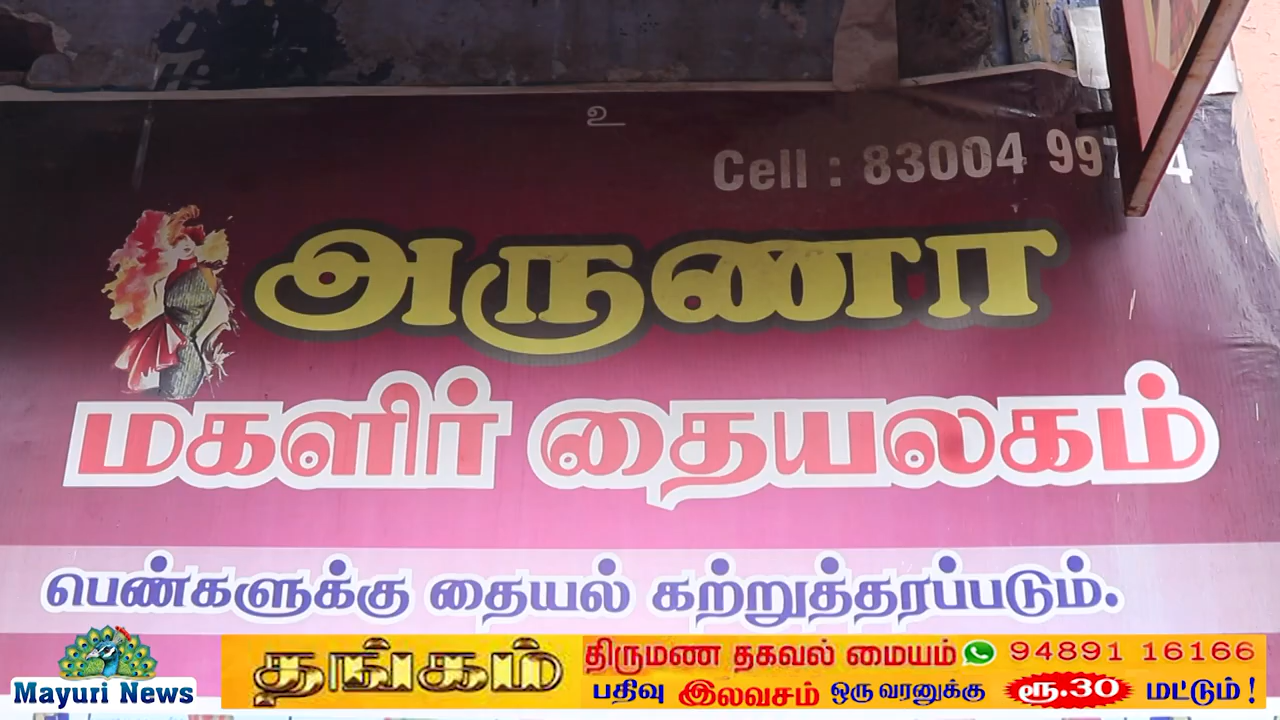 உ
Cell : 83004
அருணா
மகளிர் தையலகம்
பெண்களுக்கு தையல் கற்றுத்தரப்படும்.
Mayuri News
தங்கம்
திருமண தகவல் மையம் 94891 16166
பதிவு இலவசம் ஒரு வரனுக்கு ரூ.30 மட்டும் !